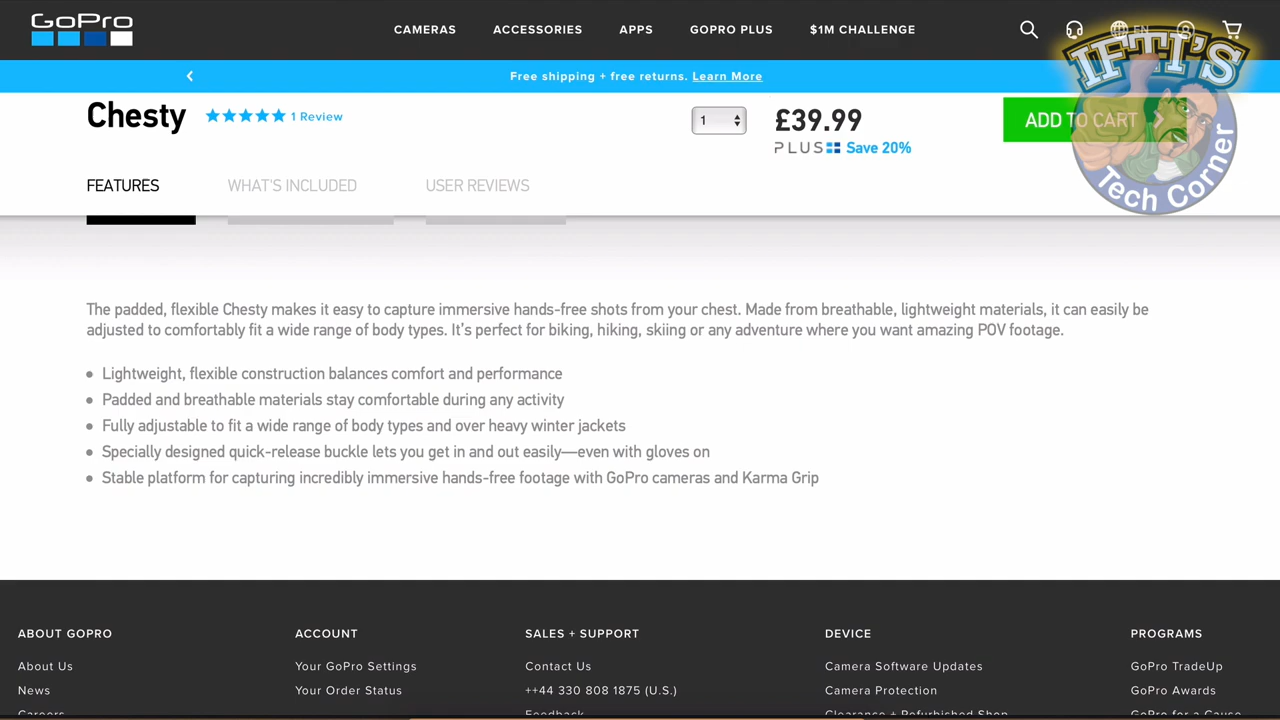 GoPro
CAMERAS ACCESSORIES APPS GOPRO PLUS $1M CHALLENGE
EN
IFTI'S
Tech Corner
Free shipping + free returns. Learn More
Chesty
1 Review
1
£39.99
PLUS Save 20%
ADD TO CART
FEATURES WHAT'S INCLUDED USER REVIEWS
The padded, flexible Chesty makes it easy to capture immersive hands-free shots from your chest. Made from breathable, lightweight materials, it can easily be
adjusted to comfortably fit a wide range of body types. It's perfect for biking, hiking, skiing or any adventure where you want amazing POV footage.
Lightweight, flexible construction balances comfort and performance
Padded and breathable materials stay comfortable during any activity
Fully adjustable to fit a wide range of body types and over heavy winter jackets
Specially designed quick-release buckle lets you get in and out easily—even with gloves on
Stable platform for capturing incredibly immersive hands-free footage with GoPro cameras and Karma Grip
ABOUT GOPRO ACCOUNT SALES + SUPPORT DEVICE PROGRAMS
About Us Your GoPro Settings Contact Us Camera Software Updates GoPro TradeUp
News Your Order Status ++44 330 808 1875 (U.S.) Camera Protection GoPro Awards
Careers Feedback Clearance + Refurbished Shop GoPro for a Cause